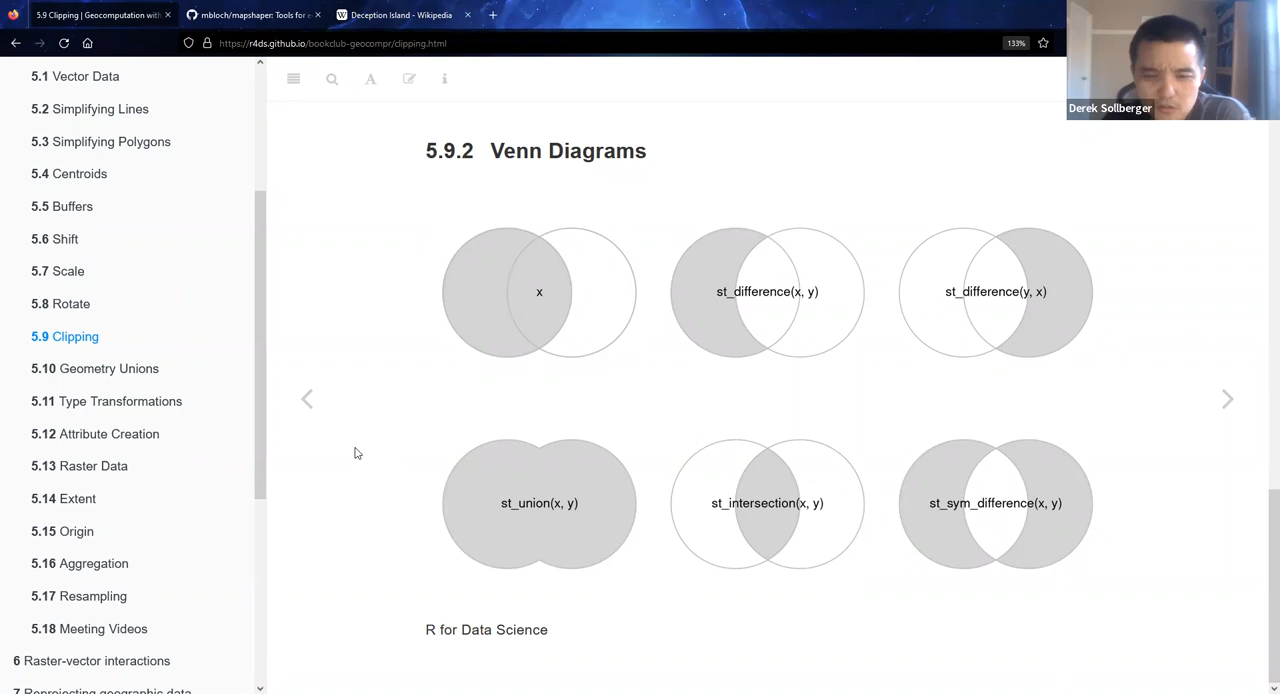 5.9 Clipping | Geocomputation with
mbloch/mapshaper: Tools for e
Deception Island - Wikipedia
https://r4ds.github.io/bookclub-geocompr/clipping.html
133%
Derek Sollberger
5.1 Vector Data
5.2 Simplifying Lines
5.3 Simplifying Polygons
5.4 Centroids
5.5 Buffers
5.6 Shift
5.7 Scale
5.8 Rotate
5.9 Clipping
5.10 Geometry Unions
5.11 Type Transformations
5.12 Attribute Creation
5.13 Raster Data
5.14 Extent
5.15 Origin
5.16 Aggregation
5.17 Resampling
5.18 Meeting Videos
6 Raster-vector interactions
7 Reprojecting geographic data
5.9.2 Venn Diagrams
x
st_difference(x, y)
st_difference(y, x)
st_union(x, y)
st_intersection(x, y)
st_sym_difference(x, y)
R for Data Science